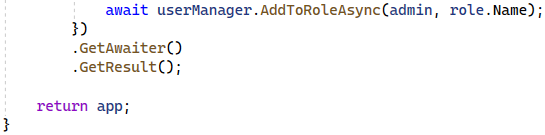 await userManager.AddToRoleAsync(admin, role.Name);
})
.GetAwaiter()
.GetResult();
return app;
}